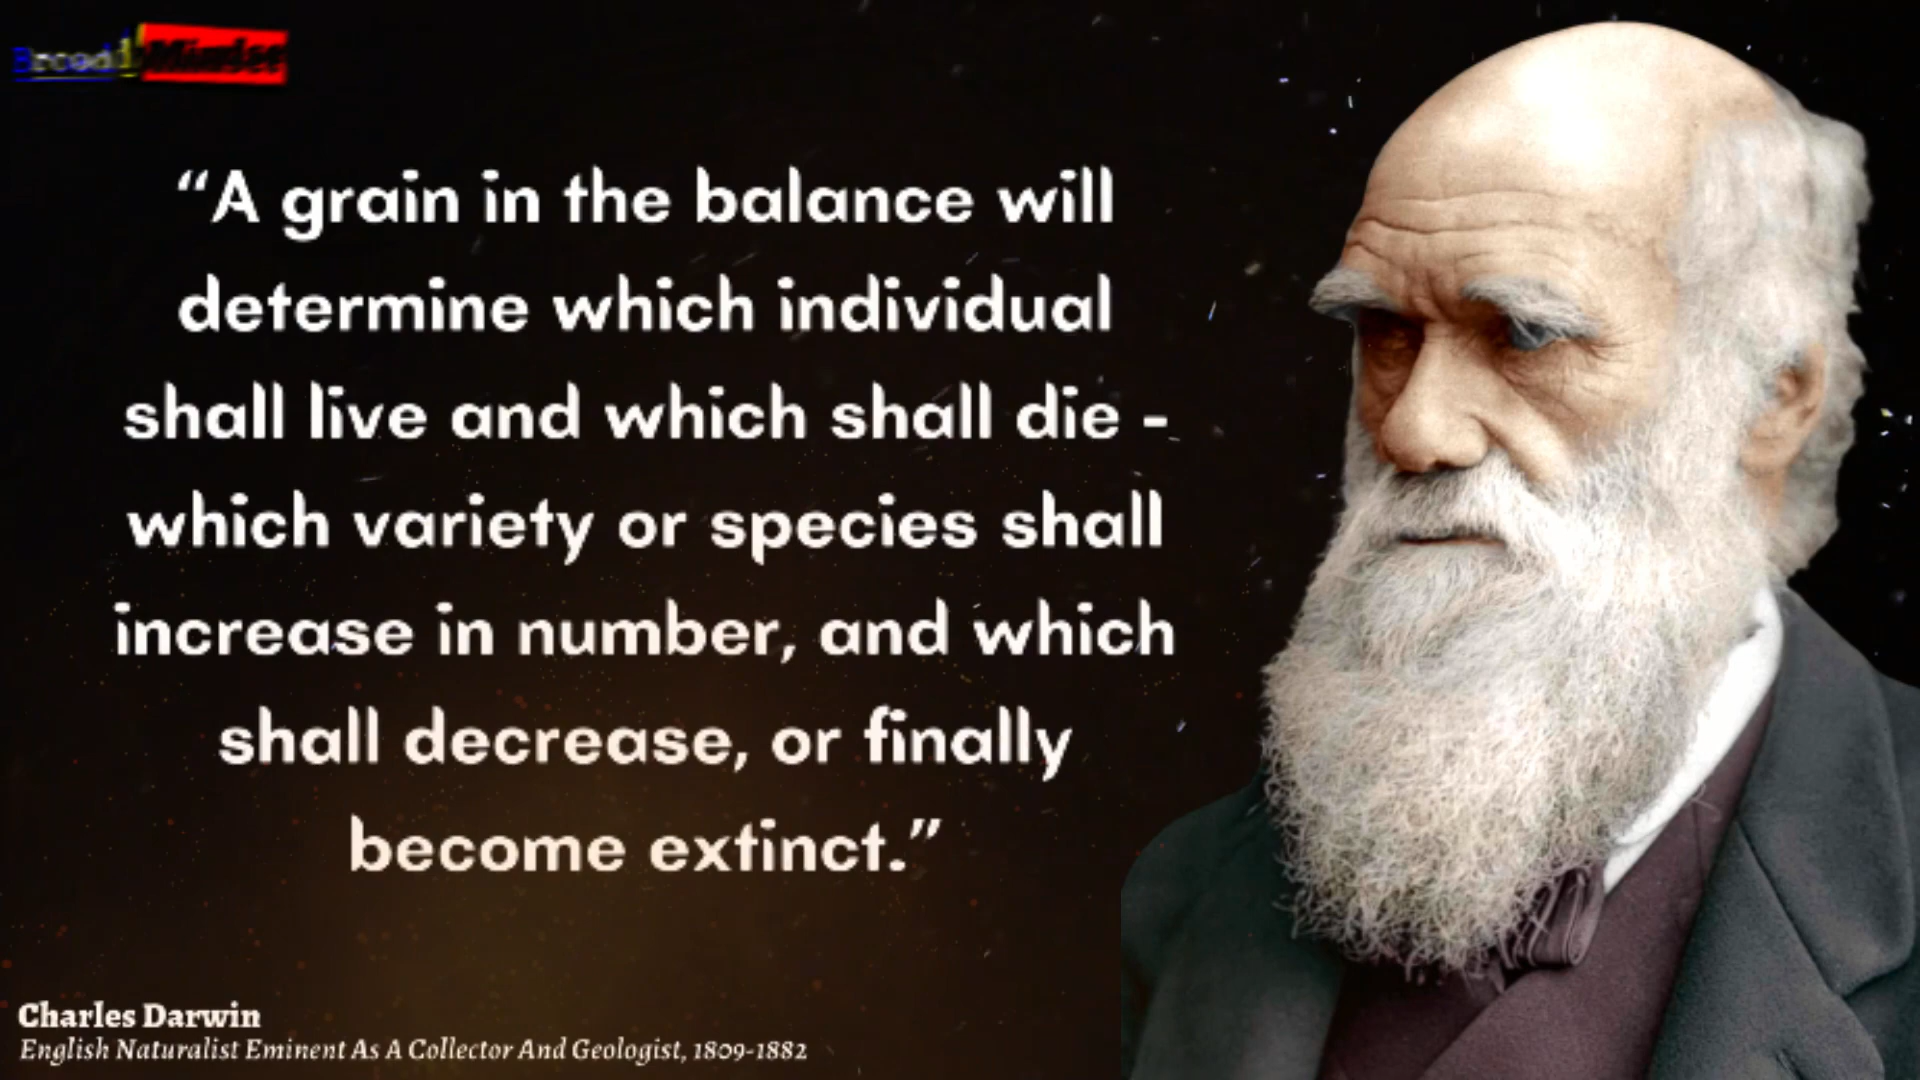 “A grain in the balance will
determine which individual
shall live and which shall die -
which variety or species shall
increase in number, and which
shall decrease, or finally
become extinct.”
Charles Darwin
English Naturalist Eminent As A Collector And Geologist, 1809-1882